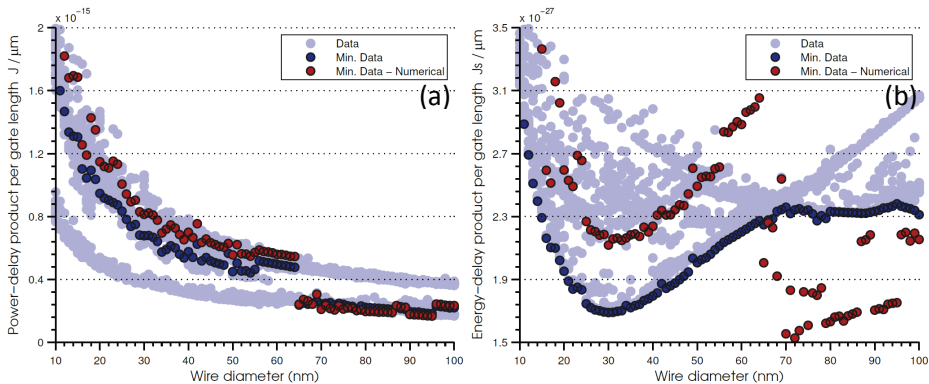 x 10⁻¹⁵
2
1.6
1.2
0.8
0.4
0
Power-delay product per gate length J / μm
Data
Min. Data
Min. Data – Numerical
(a)
10 20 30 40 50 60 70 80 90 100
Wire diameter (nm)
x 10⁻²⁷
3.5
3.1
2.7
2.3
1.9
1.5
Energy-delay product per gate length Js / μm
Data
Min. Data
Min. Data – Numerical
(b)
10 20 30 40 50 60 70 80 90 100
Wire diameter (nm)